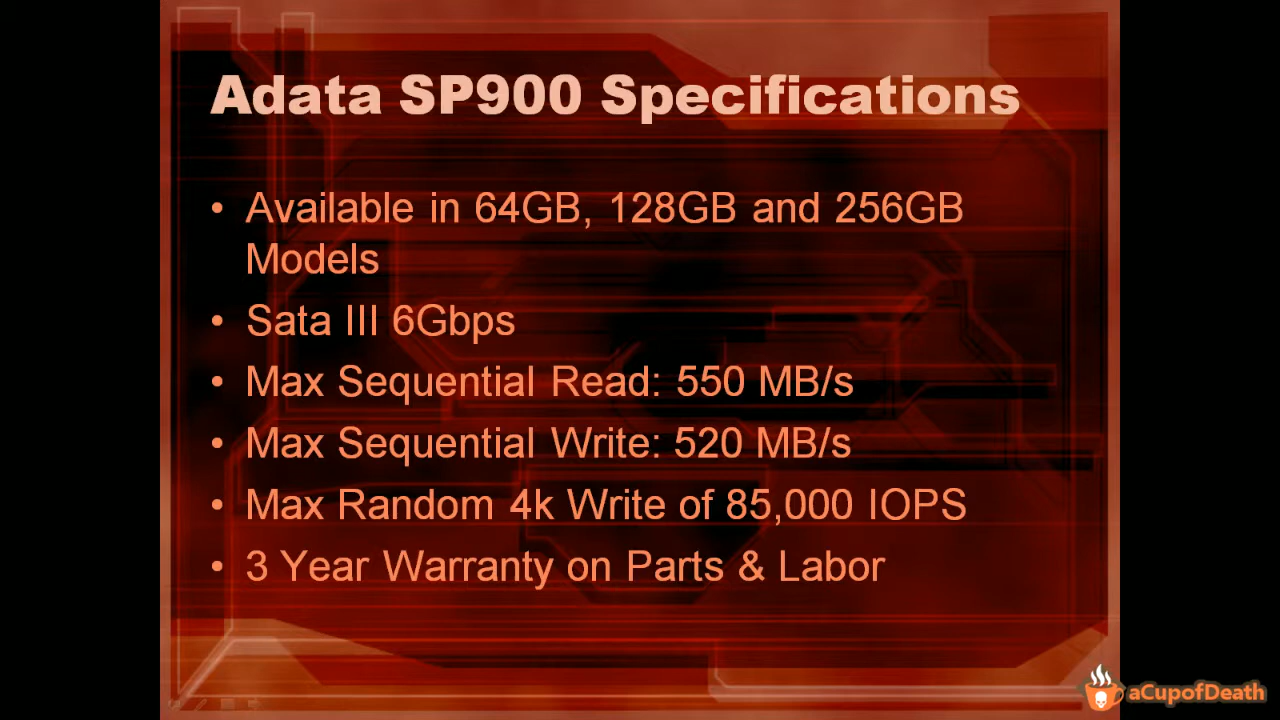 Adata SP900 Specifications
• Available in 64GB, 128GB and 256GB
Models
• Sata III 6Gbps
• Max Sequential Read: 550 MB/s
• Max Sequential Write: 520 MB/s
• Max Random 4k Write of 85,000 IOPS
• 3 Year Warranty on Parts & Labor
aCupofDeath